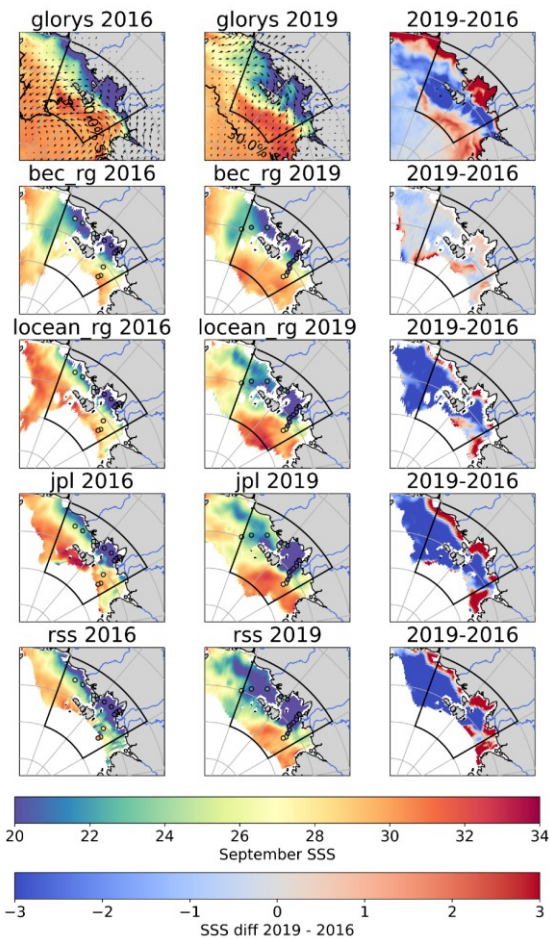 glorys 2016 glorys 2019 2019-2016
30.0%
bec_rg 2016 bec_rg 2019 2019-2016
locean_rg 2016 locean_rg 2019 2019-2016
jpl 2016 jpl 2019 2019-2016
rss 2016 rss 2019 2019-2016
20 22 24 26 28 30 32 34
September SSS
−3 −2 −1 0 1 2 3
SSS diff 2019 - 2016